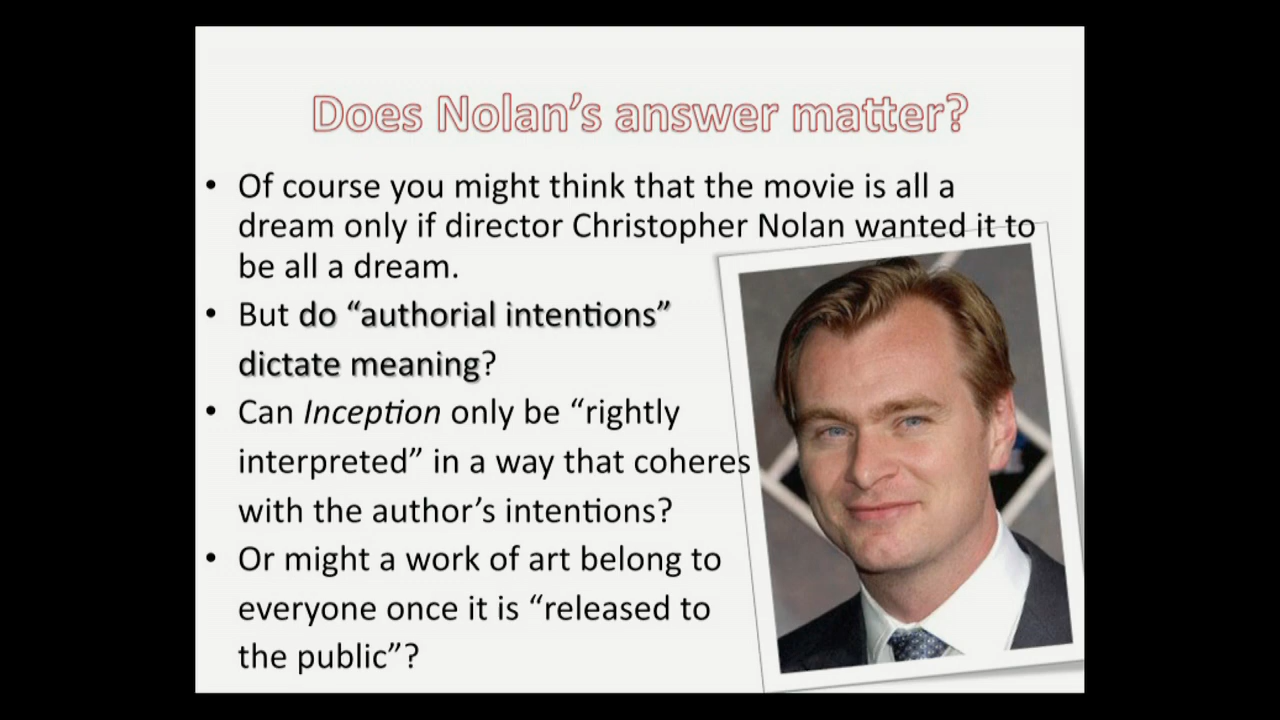 Does Nolan’s answer matter?
• Of course you might think that the movie is all a
dream only if director Christopher Nolan wanted it to
be all a dream.
• But do “authorial intentions”
dictate meaning?
• Can Inception only be “rightly
interpreted” in a way that coheres
with the author’s intentions?
• Or might a work of art belong to
everyone once it is “released to
the public”?